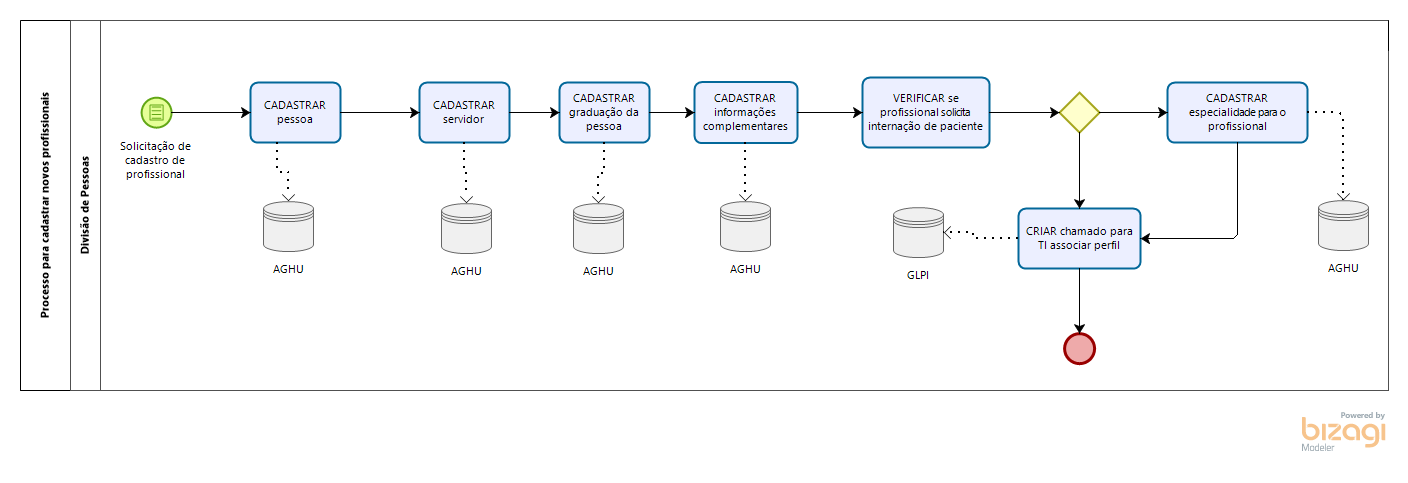 Processo para cadastrar novos profissionais
Divisão de Pessoas
Solicitação de
cadastro de
profissional
CADASTRAR
pessoa
AGHU
CADASTRAR
servidor
AGHU
CADASTRAR
graduação da
pessoa
AGHU
CADASTRAR
informações
complementares
AGHU
VERIFICAR se
profissional solicita
internação de paciente
CADASTRAR
especialidade para o
profissional
AGHU
CRIAR chamado para
TI associar perfil
GLPI
Powered by
bizagi
Modeler